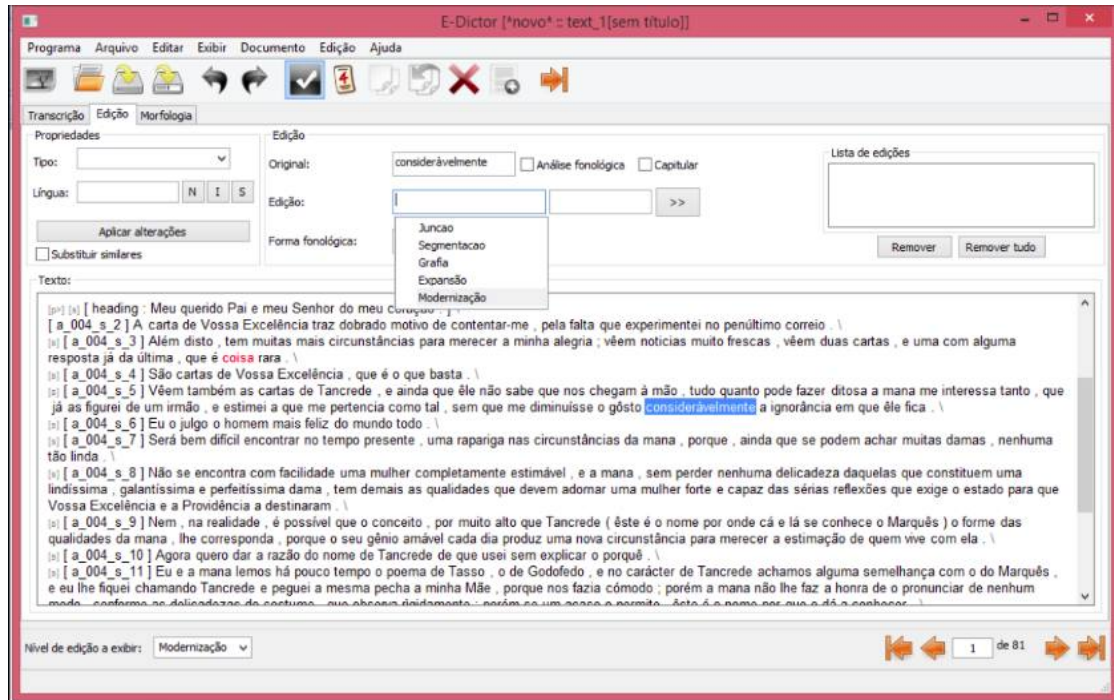 E-Dictor [*novo* :: text_1[sem título]]
Programa Arquivo Editar Exibir Documento Edição Ajuda
Transcrição Edição Morfologia
Propriedades
Tipo:
Língua: N I S
Aplicar alterações
Substituir similares
Edição
Original: consideràvelmente Análise fonológica Capitular
Edição: >>
Forma fonológica:
Juncao
Segmentacao
Grafia
Expansão
Modernização
Lista de edições
Remover Remover tudo
Texto:
[p>] [s] [ heading : Meu querido Pai e meu Senhor do meu coração . ] \
[ a_004_s_2 ] A carta de Vossa Excelência traz dobrado motivo de contentar-me , pela falta que experimentei no penúltimo correio . \
[s] [ a_004_s_3 ] Além disto , tem muitas mais circunstâncias para merecer a minha alegria ; vêem noticias muito frescas , vêem duas cartas , e uma com alguma
resposta já da última , que é coisa rara . \
[s] [ a_004_s_4 ] São cartas de Vossa Excelência , que é o que basta . \
[s] [ a_004_s_5 ] Vêem também as cartas de Tancrede , e ainda que êle não sabe que nos chegam à mão , tudo quanto pode fazer ditosa a mana me interessa tanto , que
já as figurei de um irmão , e estimei a que me pertencia como tal , sem que me diminuísse o gôsto consideràvelmente a ignorância em que êle fica . \
[s] [ a_004_s_6 ] Eu o julgo o homem mais feliz do mundo todo . \
[s] [ a_004_s_7 ] Será bem difícil encontrar no tempo presente , uma rapariga nas circunstâncias da mana , porque , ainda que se podem achar muitas damas , nenhuma
tão linda . \
[s] [ a_004_s_8 ] Não se encontra com facilidade uma mulher completamente estimável , e a mana , sem perder nenhuma delicadeza daquelas que constituem uma
lindíssima , galantíssima e perfeitíssima dama , tem demais as qualidades que devem adornar uma mulher forte e capaz das sérias reflexões que exige o estado para que
Vossa Excelência e a Providência a destinaram . \
[s] [ a_004_s_9 ] Nem , na realidade , é possível que o conceito , por muito alto que Tancrede ( êste é o nome por onde cá e lá se conhece o Marquês ) o forme das
qualidades da mana , lhe corresponda , porque o seu gênio amável cada dia produz uma nova circunstância para merecer a estimação de quem vive com ela . \
[s] [ a_004_s_10 ] Agora quero dar a razão do nome de Tancrede de que usei sem explicar o porquê . \
[s] [ a_004_s_11 ] Eu e a mana lemos há pouco tempo o poema de Tasso , o de Godofedo , e no carácter de Tancrede achamos alguma semelhança com o do Marquês ,
e eu lhe fiquei chamando Tancrede e peguei a mesma pecha a minha Mãe , porque nos fazia cómodo ; porém a mana não lhe faz a honra de o pronunciar de nenhum
Nível de edição a exibir: Modernização
1 de 81